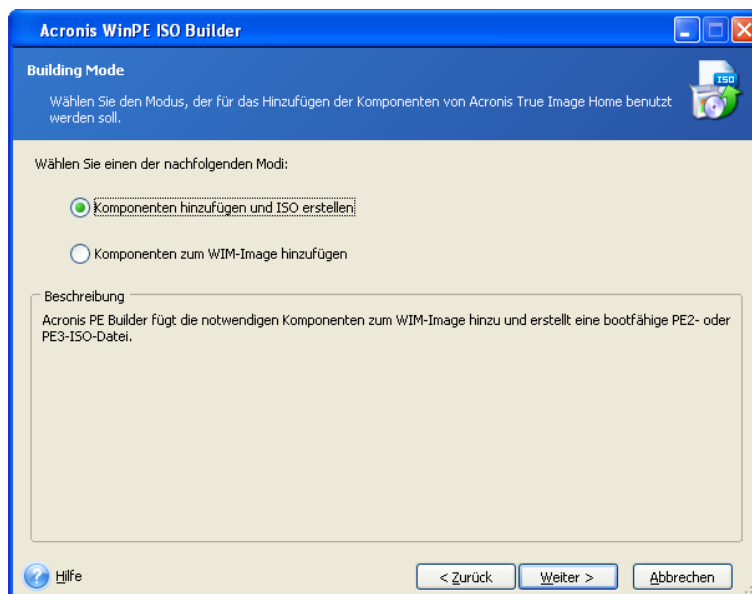 Acronis WinPE ISO Builder
Building Mode
Wählen Sie den Modus, der für das Hinzufügen der Komponenten von Acronis True Image Home benutzt
werden soll.
ISO
Wählen Sie einen der nachfolgenden Modi:
Komponenten hinzufügen und ISO erstellen
Komponenten zum WIM-Image hinzufügen
Beschreibung
Acronis PE Builder fügt die notwendigen Komponenten zum WIM-Image hinzu und erstellt eine bootfähige PE2- oder
PE3-ISO-Datei.
? Hilfe
< Zurück
Weiter >
Abbrechen